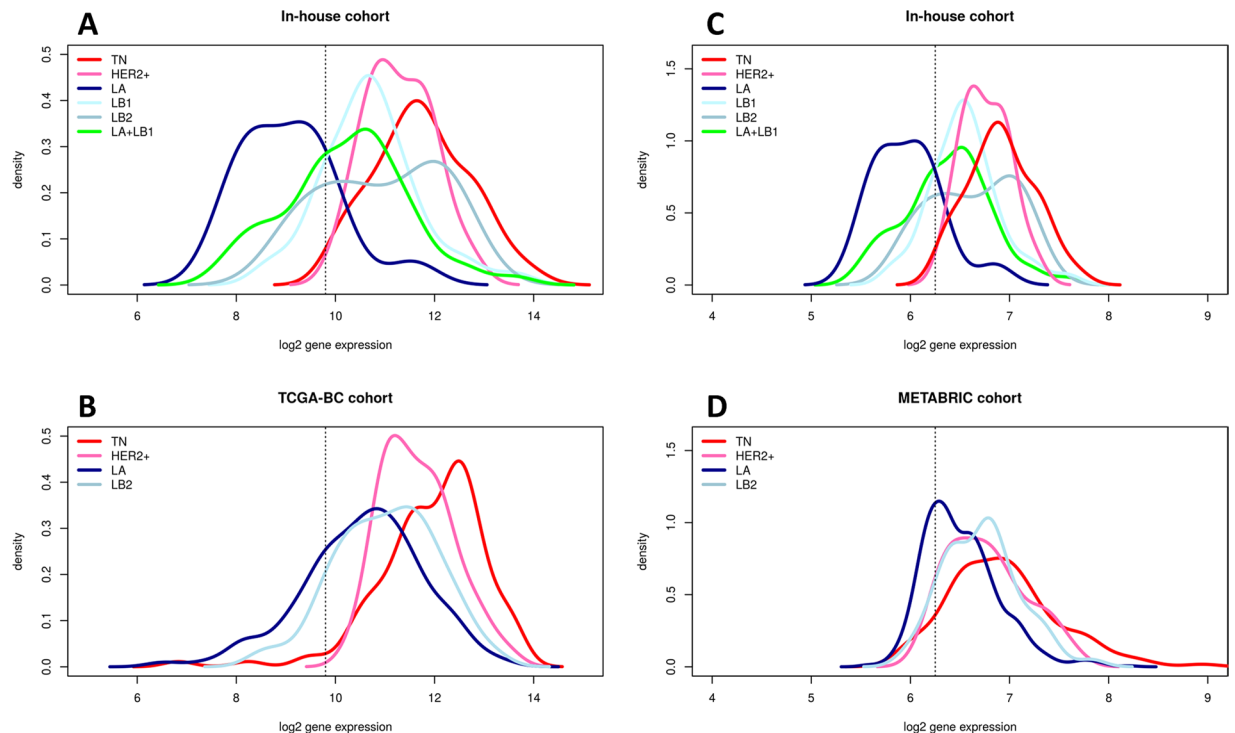 A
In-house cohort
TN
HER2+
LA
LB1
LB2
LA+LB1
density
0.0
0.1
0.2
0.3
0.4
0.5
6
8
10
12
14
log2 gene expression
C
In-house cohort
TN
HER2+
LA
LB1
LB2
LA+LB1
density
0.0
0.5
1.0
1.5
4
5
6
7
8
9
log2 gene expression
B
TCGA-BC cohort
TN
HER2+
LA
LB2
density
0.0
0.1
0.2
0.3
0.4
0.5
6
8
10
12
14
log2 gene expression
D
METABRIC cohort
TN
HER2+
LA
LB2
density
0.0
0.5
1.0
1.5
4
5
6
7
8
9
log2 gene expression